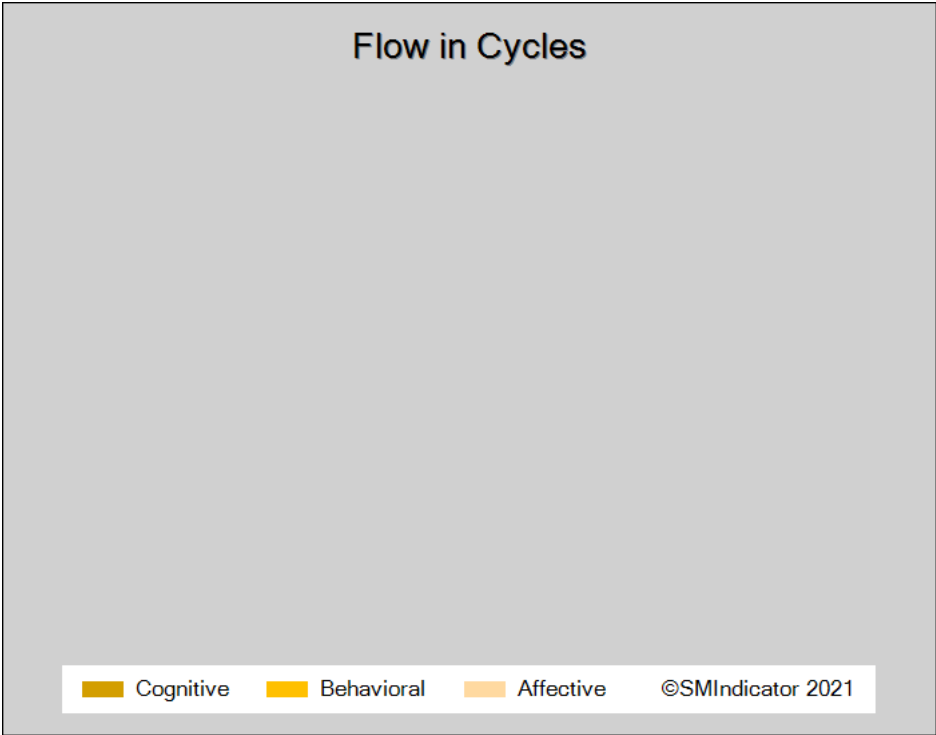 Flow in Cycles
Cognitive Behavioral Affective ©SMIndicator 2021